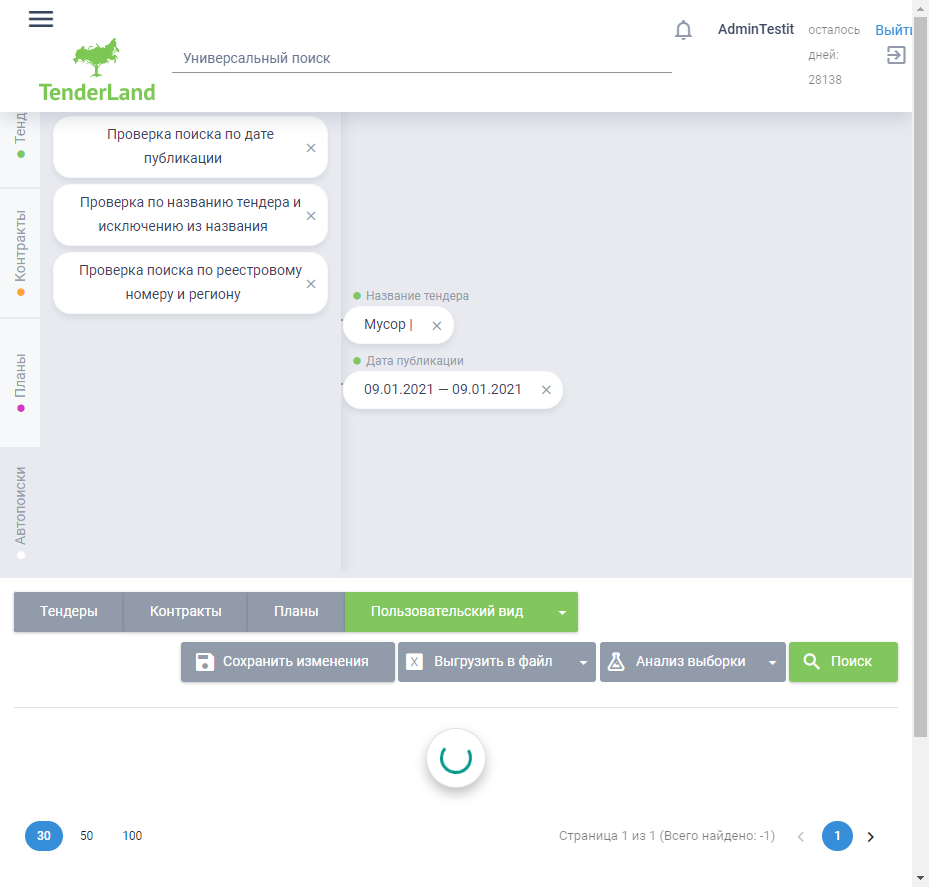 AdminTestit
осталось
дней:
28138
Выйти
TenderLand
Универсальный поиск
Контракты
Планы
Автопоиски
Проверка поиска по дате
публикации
Проверка по названию тендера и
исключению из названия
Проверка поиска по реестровому
номеру и региону
Название тендера
Мусор |
Дата публикации
09.01.2021 — 09.01.2021
Тендеры
Контракты
Планы
Пользовательский вид
Сохранить изменения
X Выгрузить в файл
Анализ выборки
Поиск
30 50 100
Страница 1 из 1 (Всего найдено: -1)
1